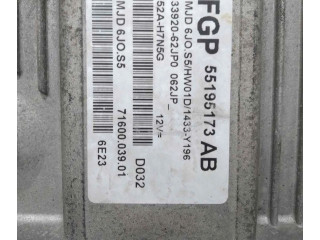 FGP 55195173 AB
MJD 6JO.S5/HW01D/1433-Y196
33920-62JP0 062JP_
52A-H7N5G 12V=
MJD 6JO.S5 71600.039.01 D032
6E23